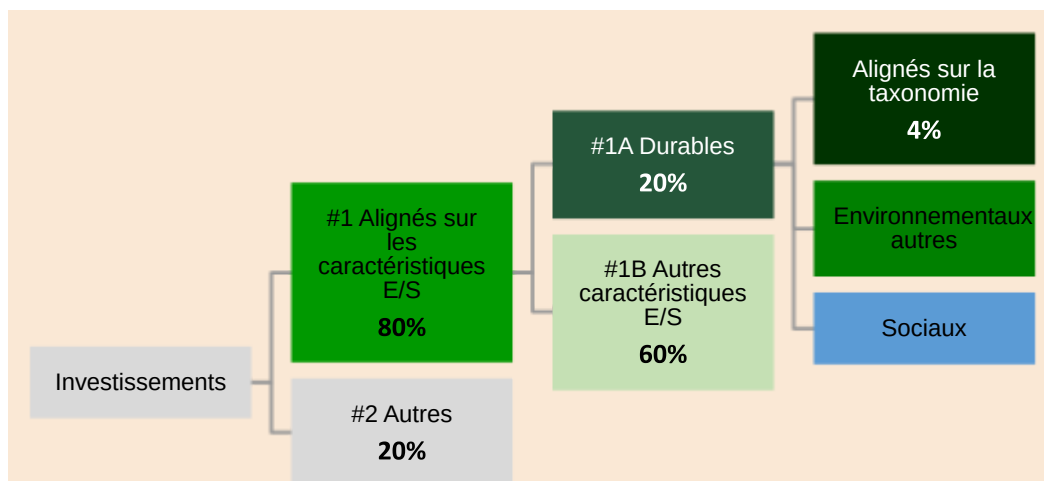 Investissements
#1 Alignés sur
les
caractéristiques
E/S
80%
#2 Autres
20%
#1A Durables
20%
#1B Autres
caractéristiques
E/S
60%
Alignés sur la
taxonomie
4%
Environnementaux
autres
Sociaux